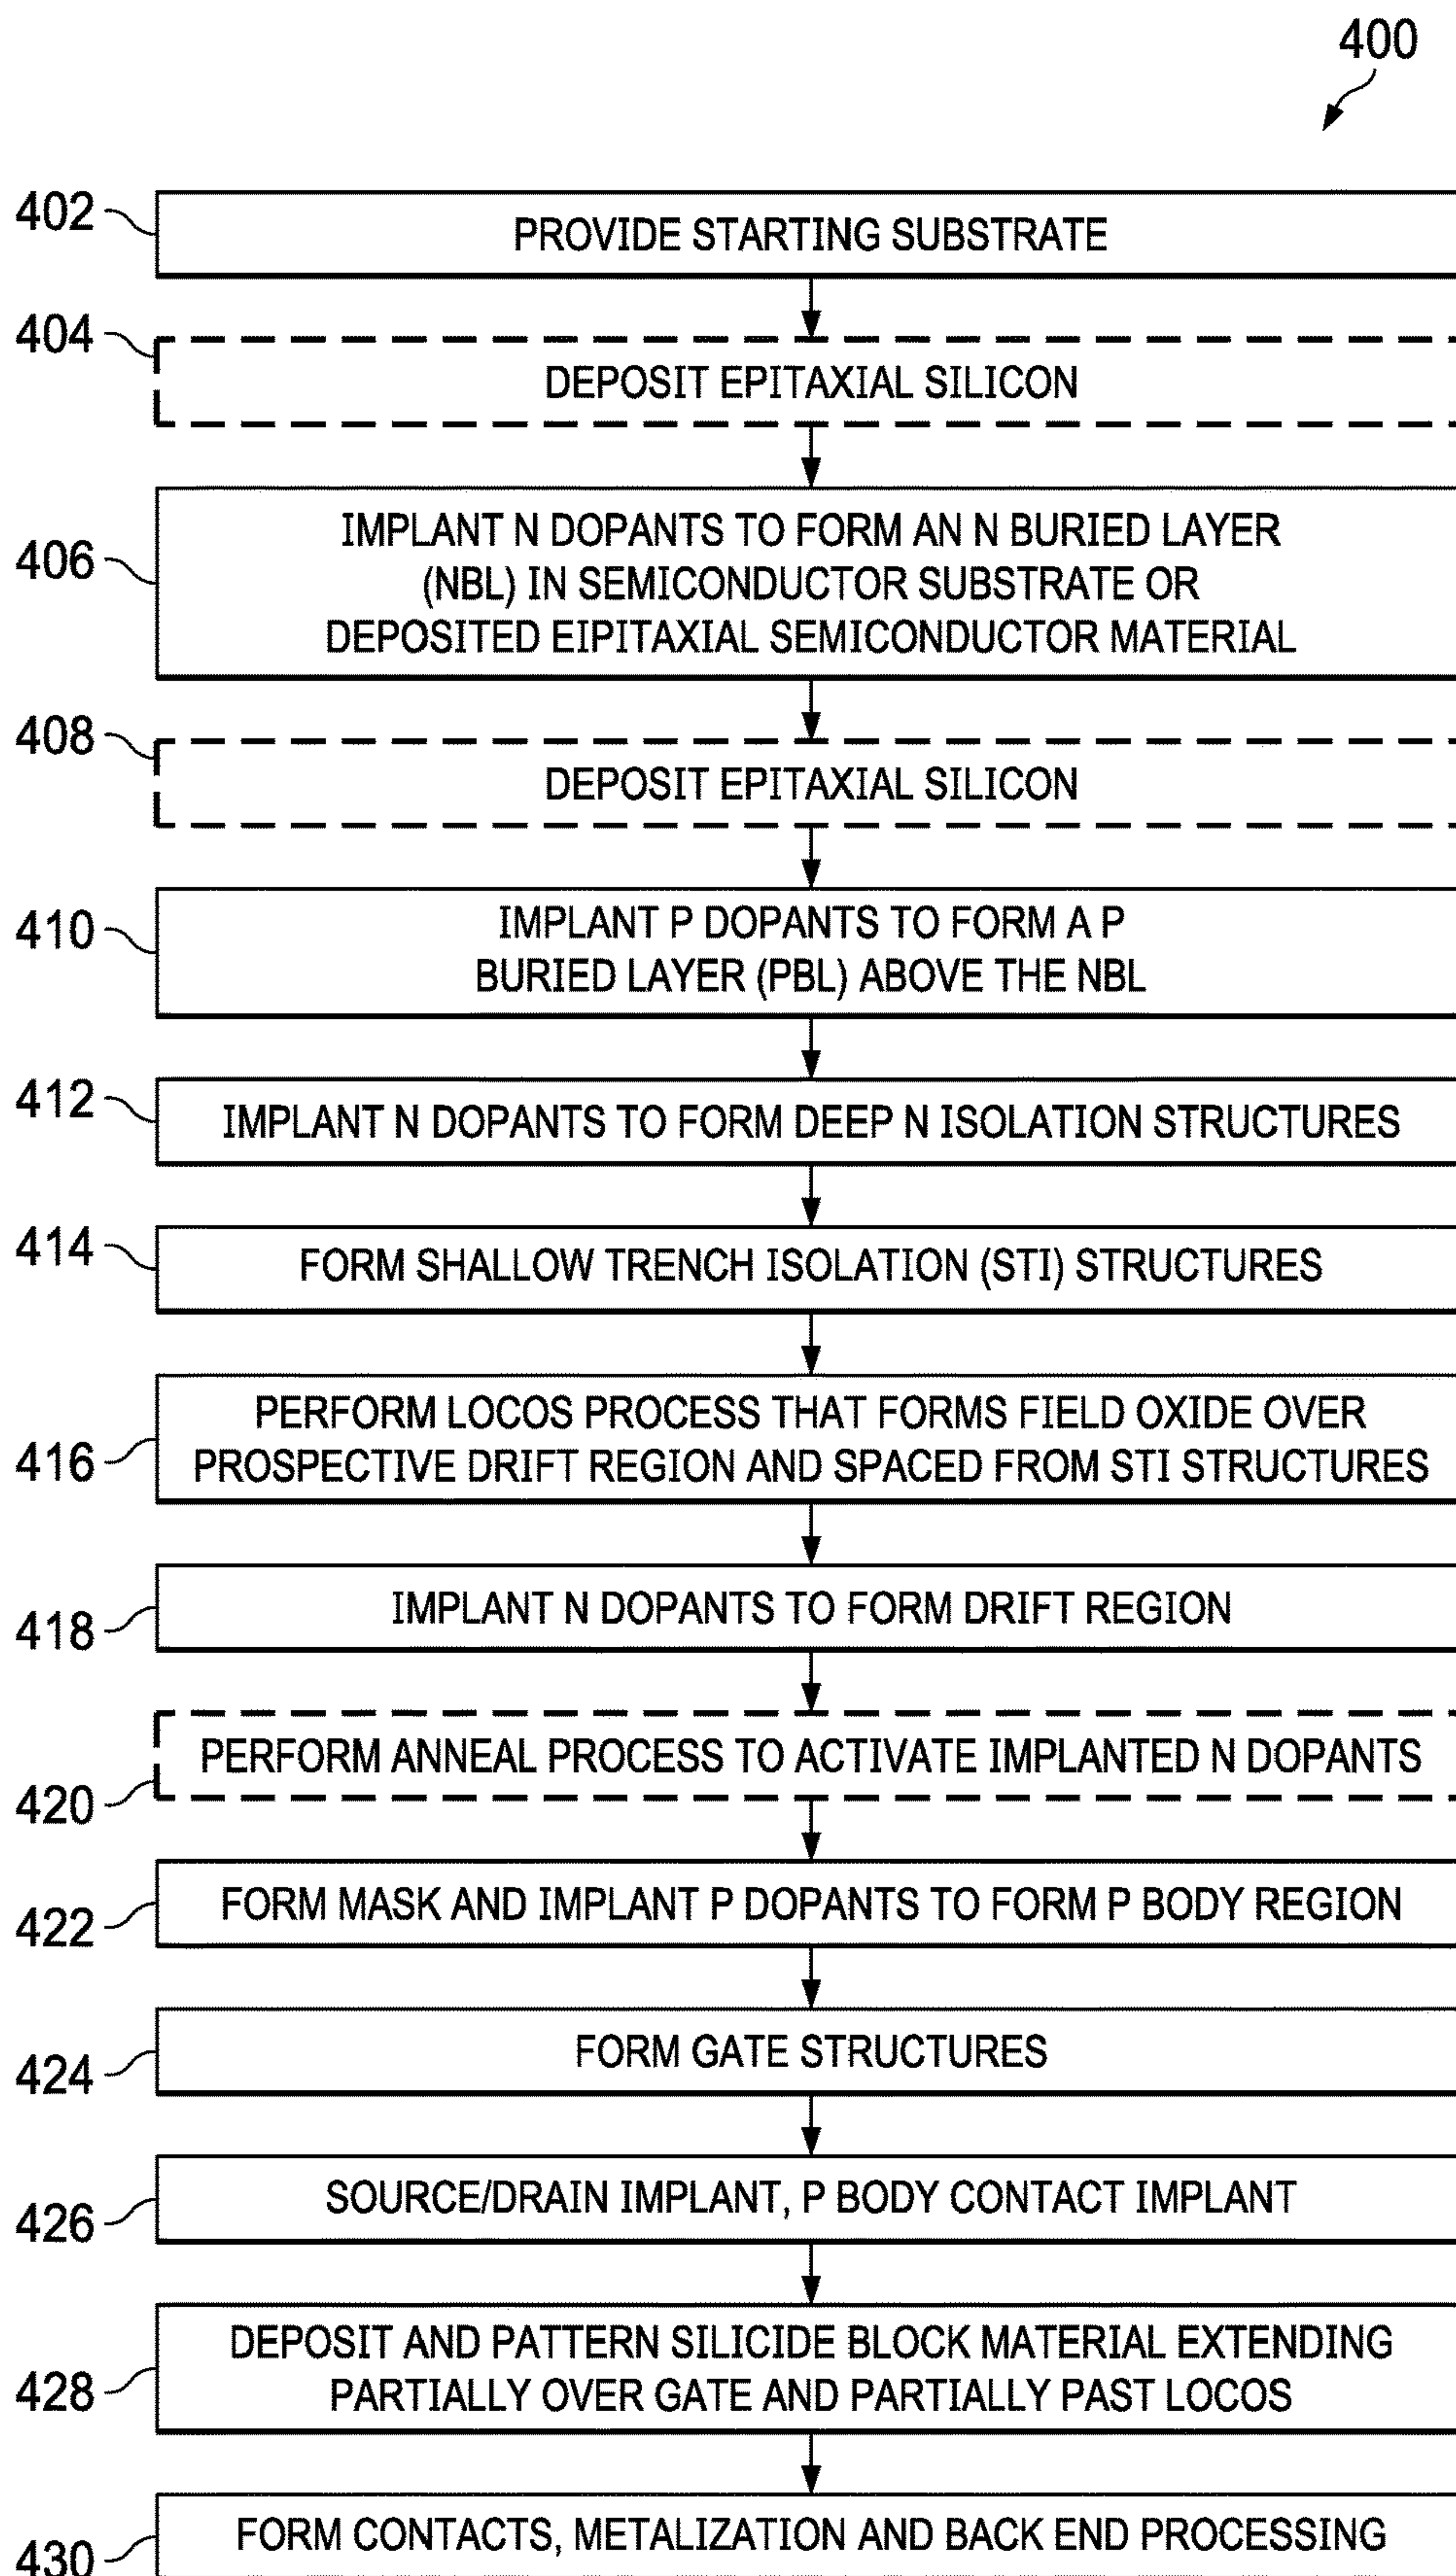 400
402
PROVIDE STARTING SUBSTRATE
404
DEPOSIT EPITAXIAL SILICON
406
IMPLANT N DOPANTS TO FORM AN N BURIED LAYER
(NBL) IN SEMICONDUCTOR SUBSTRATE OR
DEPOSITED EIPITAXIAL SEMICONDUCTOR MATERIAL
408
DEPOSIT EPITAXIAL SILICON
410
IMPLANT P DOPANTS TO FORM A P
BURIED LAYER (PBL) ABOVE THE NBL
412
IMPLANT N DOPANTS TO FORM DEEP N ISOLATION STRUCTURES
414
FORM SHALLOW TRENCH ISOLATION (STI) STRUCTURES
416
PERFORM LOCOS PROCESS THAT FORMS FIELD OXIDE OVER
PROSPECTIVE DRIFT REGION AND SPACED FROM STI STRUCTURES
418
IMPLANT N DOPANTS TO FORM DRIFT REGION
420
PERFORM ANNEAL PROCESS TO ACTIVATE IMPLANTED N DOPANTS
422
FORM MASK AND IMPLANT P DOPANTS TO FORM P BODY REGION
424
FORM GATE STRUCTURES
426
SOURCE/DRAIN IMPLANT, P BODY CONTACT IMPLANT
428
DEPOSIT AND PATTERN SILICIDE BLOCK MATERIAL EXTENDING
PARTIALLY OVER GATE AND PARTIALLY PAST LOCOS
430
FORM CONTACTS, METALIZATION AND BACK END PROCESSING